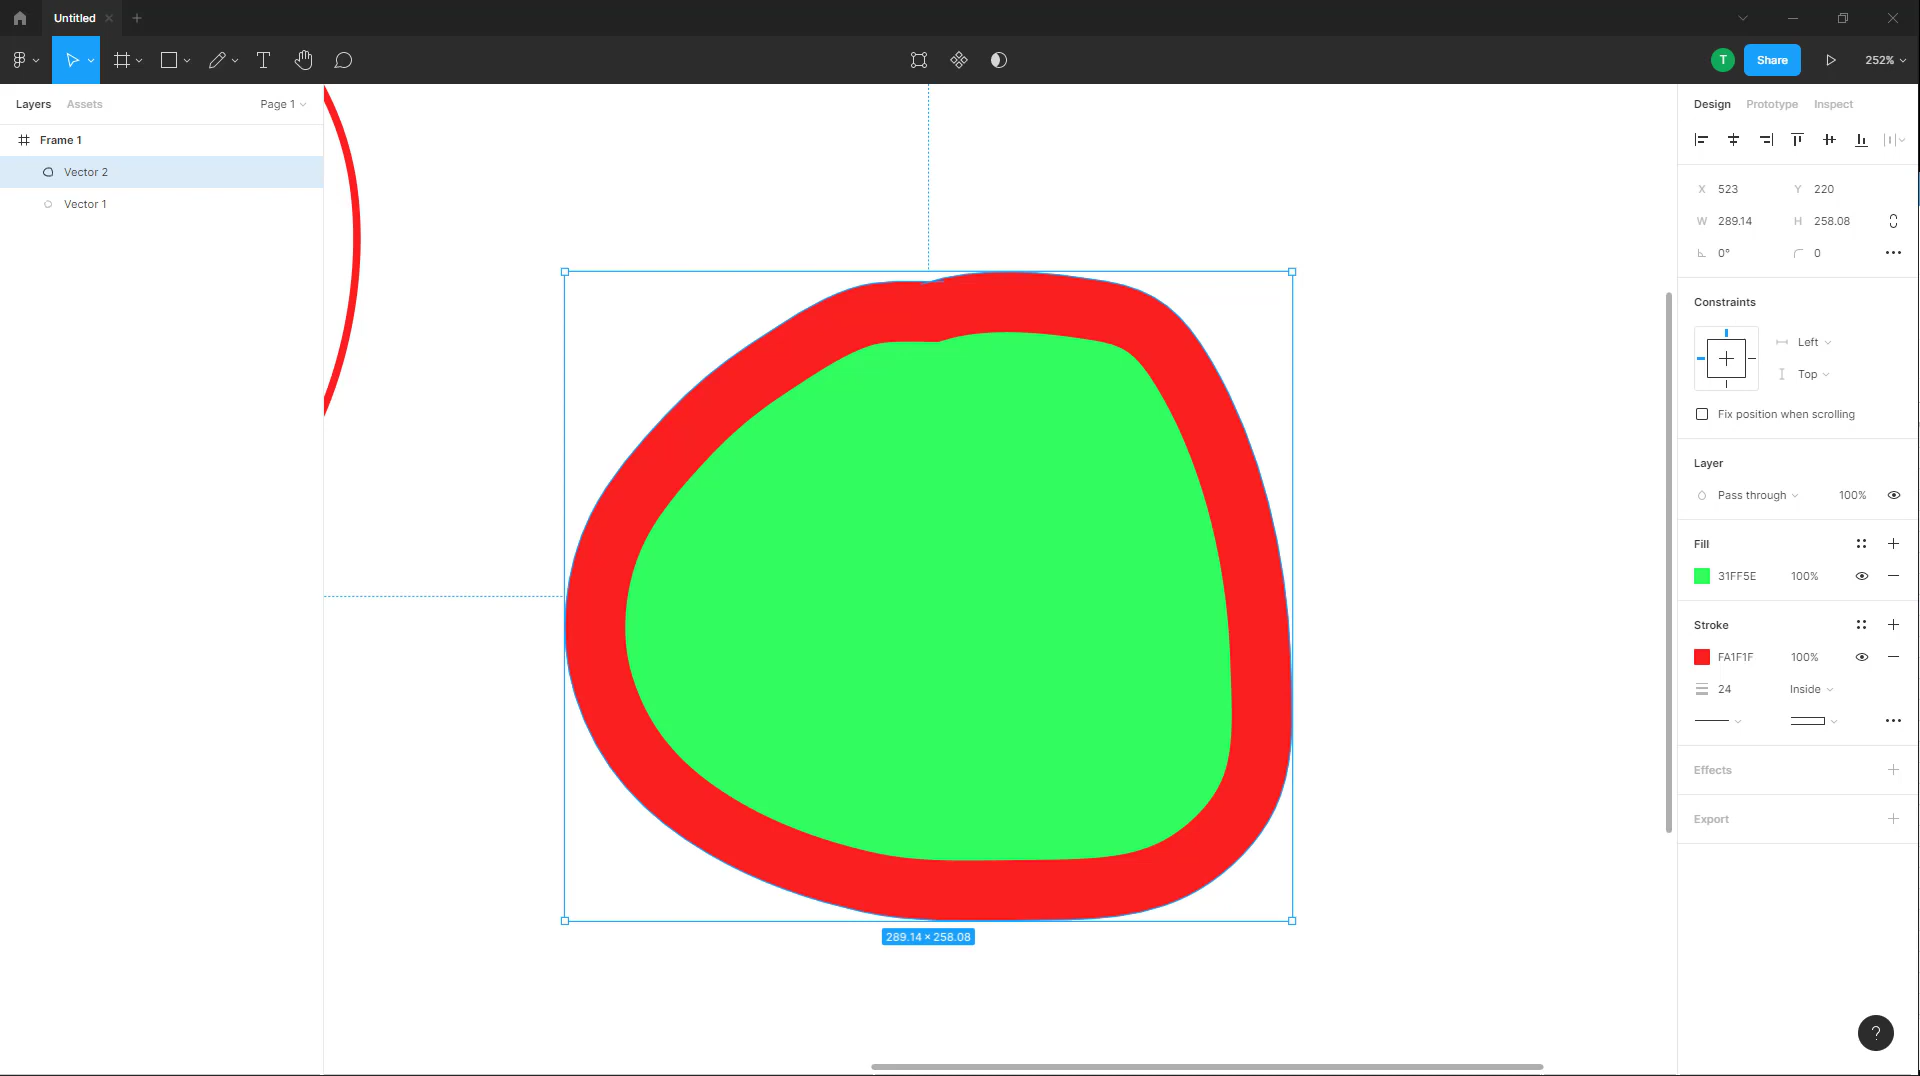 Untitled
T
Share
252%
Layers
Assets
Page 1
Design
Prototype
Inspect
Frame 1
Vector 2
Vector 1
X 523
Y 220
W 289.14
H 258.08
0°
0
Constraints
Left
Top
Fix position when scrolling
Layer
Pass through
100%
Fill
31FF5E
100%
Stroke
FA1F1F
100%
24
Inside
Effects
Export
289.14 × 258.08
?